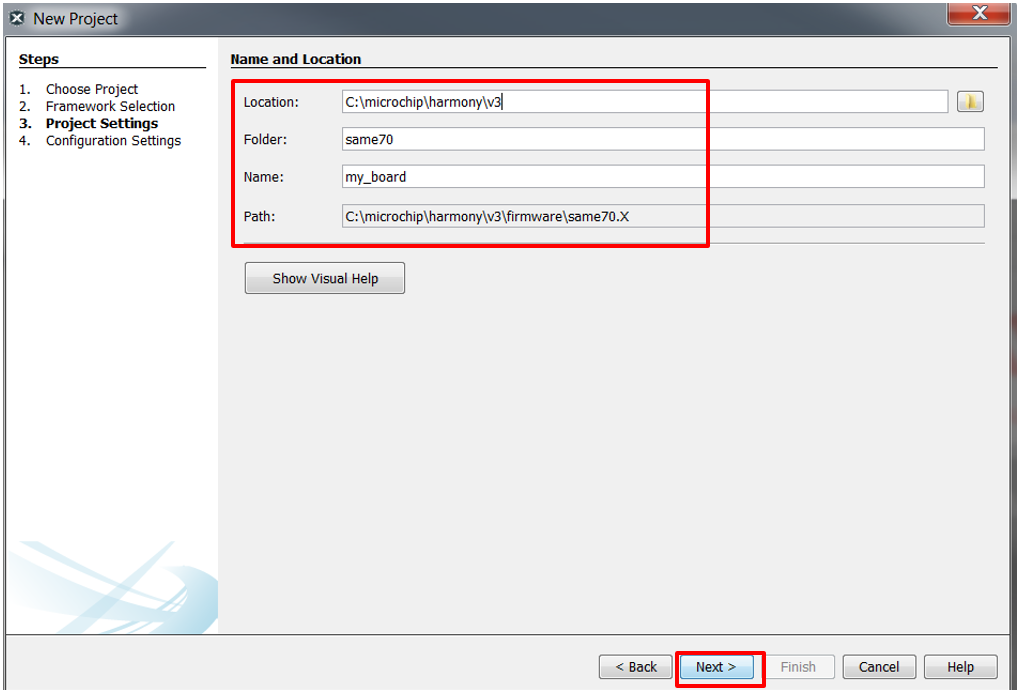 New Project
Steps
1. Choose Project
2. Framework Selection
3. Project Settings
4. Configuration Settings
Name and Location
Location: C:\microchip\harmony\v3
Folder: same70
Name: my_board
Path: C:\microchip\harmony\v3\firmware\same70.X
Show Visual Help
< Back Next > Finish Cancel Help